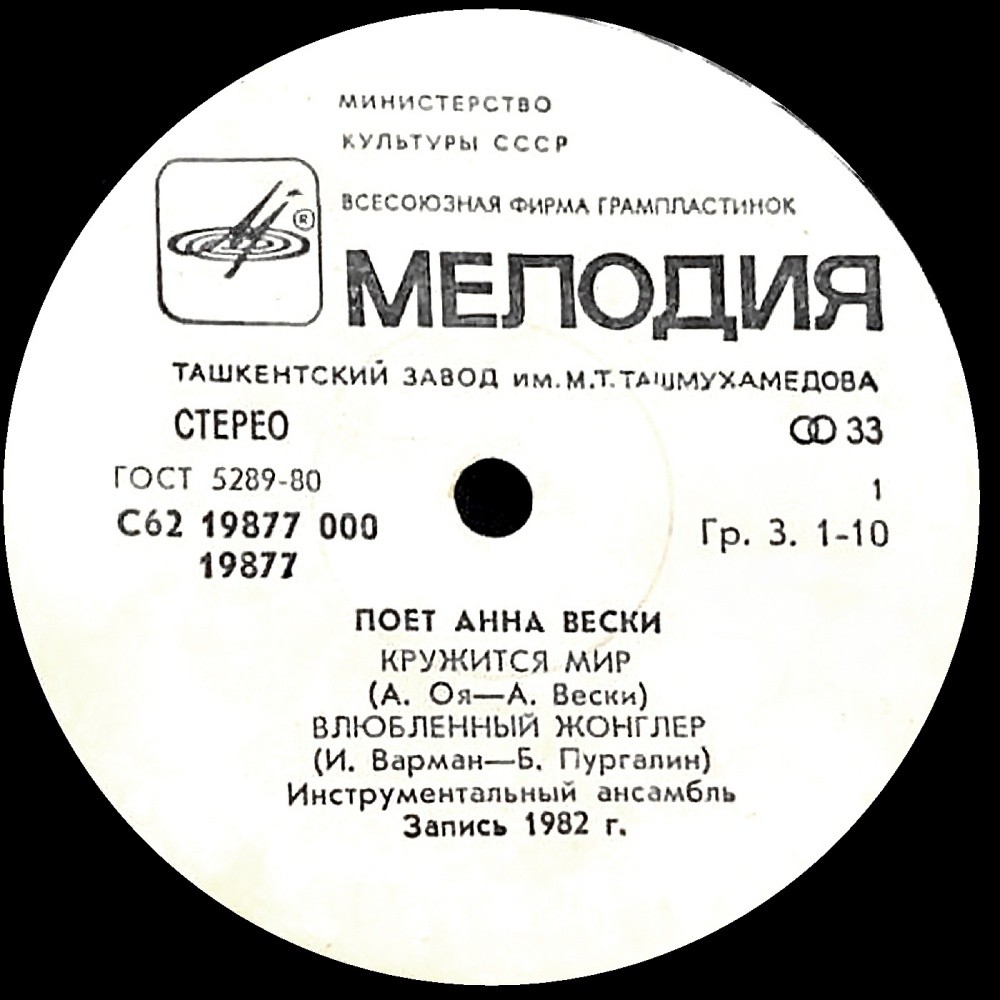 МИНИСТЕРСТВО
КУЛЬТУРЫ СССР
ВСЕСОЮЗНАЯ ФИРМА ГРАМПЛАСТИНОК
®
МЕЛОДИЯ
ТАШКЕНТСКИЙ ЗАВОД им. М.Т. ТАШМУХАМЕДОВА
СТЕРЕО 33
ГОСТ 5289-80 1
С62 19877 000 Гр. 3. 1-10
19877
ПОЕТ АННА ВЕСКИ
КРУЖИТСЯ МИР
(А. Оя—А. Вески)
ВЛЮБЛЕННЫЙ ЖОНГЛЕР
(И. Варман—Б. Пургалин)
Инструментальный ансамбль
Запись 1982 г.